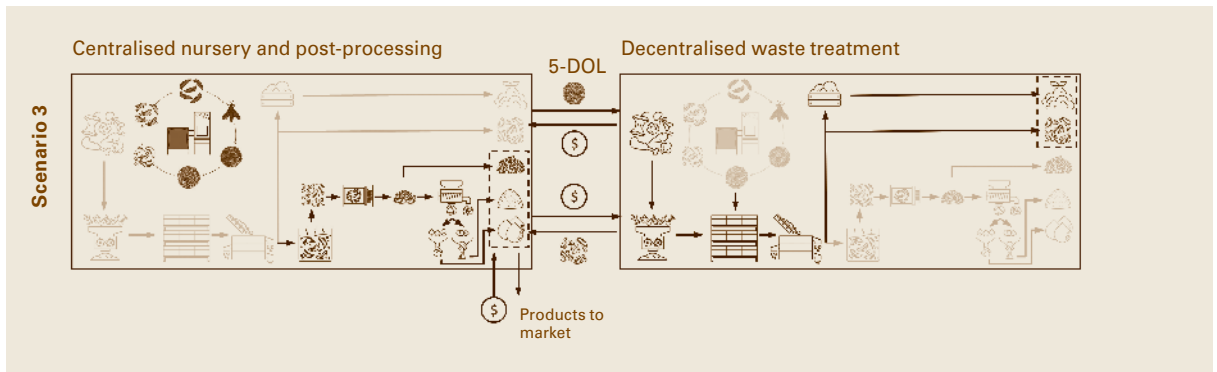 Centralised nursery and post-processing
Decentralised waste treatment
5-DOL
Scenario 3
$
$
$
Products to
market